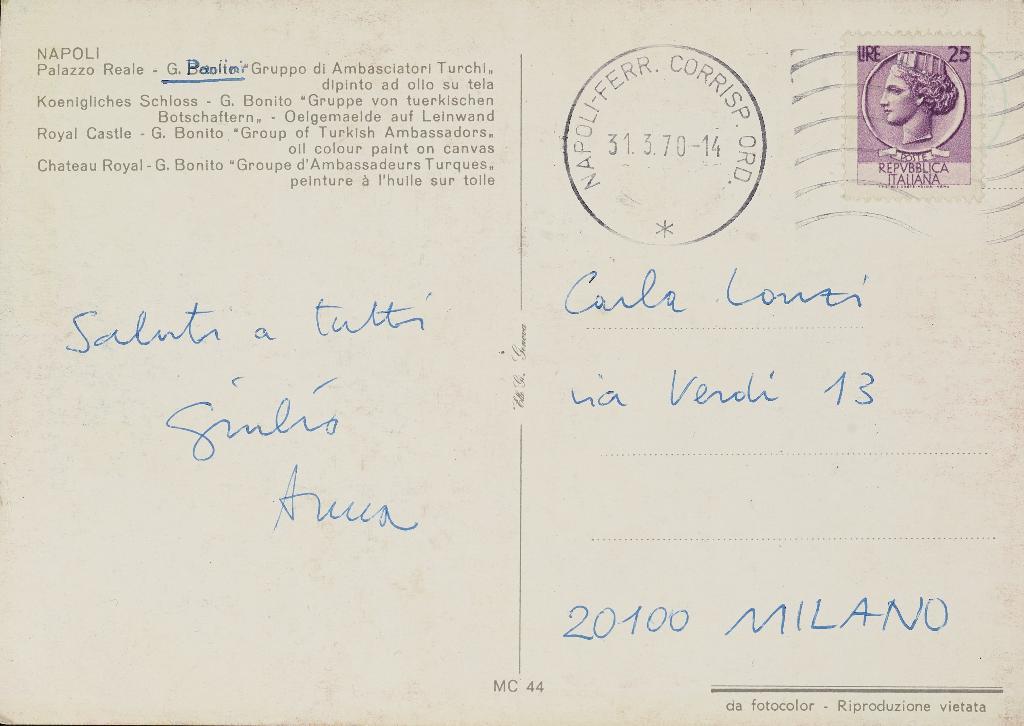 NAPOLI
Palazzo Reale - G. Paolini "Gruppo di Ambasciatori Turchi„
dipinto ad olio su tela
Koenigliches Schloss - G. Bonito "Gruppe von tuerkischen
Botschaftern„ - Oelgemaelde auf Leinwand
Royal Castle - G. Bonito "Group of Turkish Ambassadors„
oil colour paint on canvas
Chateau Royal - G. Bonito "Groupe d'Ambassadeurs Turques„
peinture à l'huile sur toile
NAPOLI-FERR. CORRISP. ORD.
31.3.70-14
*
LIRE 25
POSTE
REPVBBLICA
ITALIANA
Saluti a tutti
Giulio
Anna
Carla Lonzi
via Verdi 13
20100 MILANO
MC 44
da fotocolor - Riproduzione vietata